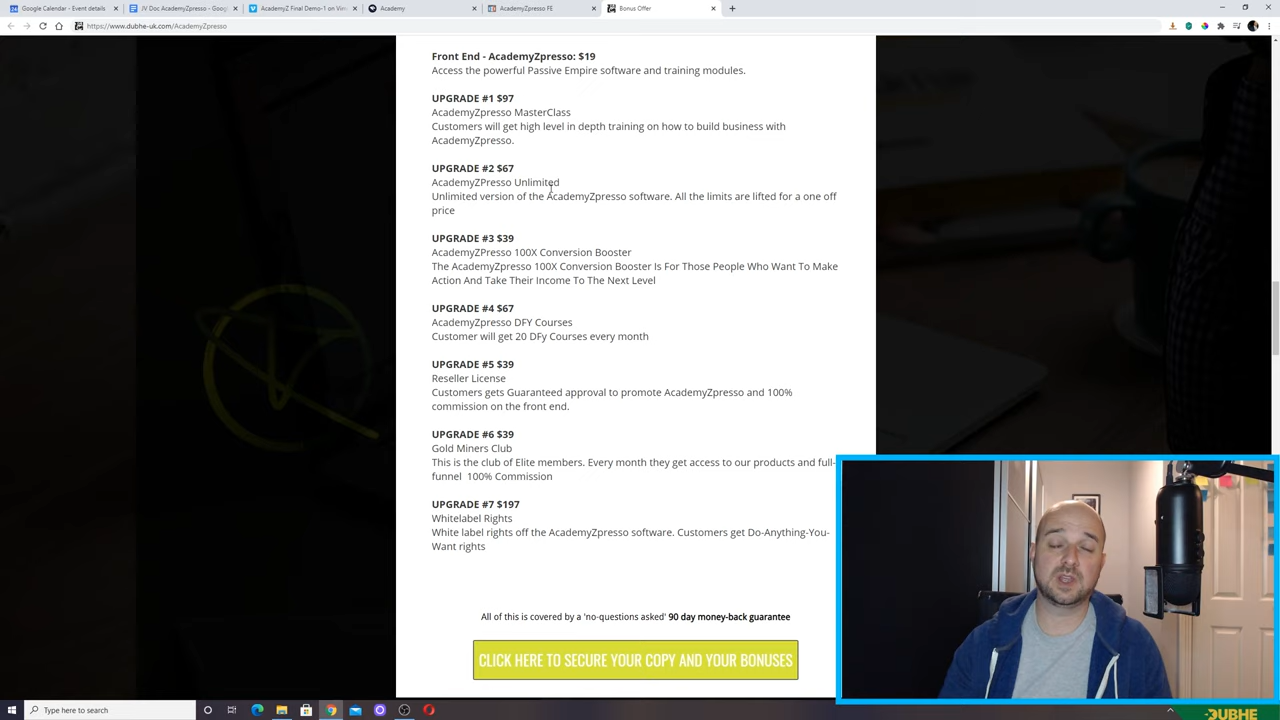 Google Calendar - Event details
JV Doc AcademyZpresso - Goog
AcademyZ Final Demo-1 on Vim
Academy
AcademyZpresso FE
Bonus Offer
https://www.dubhe-uk.com/AcademyZpresso
Front End - AcademyZpresso: $19
Access the powerful Passive Empire software and training modules.
UPGRADE #1 $97
AcademyZpresso MasterClass
Customers will get high level in depth training on how to build business with
AcademyZpresso.
UPGRADE #2 $67
AcademyZPresso Unlimited
Unlimited version of the AcademyZpresso software. All the limits are lifted for a one off
price
UPGRADE #3 $39
AcademyZPresso 100X Conversion Booster
The AcademyZpresso 100X Conversion Booster Is For Those People Who Want To Make
Action And Take Their Income To The Next Level
UPGRADE #4 $67
AcademyZpresso DFY Courses
Customer will get 20 DFy Courses every month
UPGRADE #5 $39
Reseller License
Customers gets Guaranteed approval to promote AcademyZpresso and 100%
commission on the front end.
UPGRADE #6 $39
Gold Miners Club
This is the club of Elite members. Every month they get access to our products and full-
funnel 100% Commission
UPGRADE #7 $197
Whitelabel Rights
White label rights off the AcademyZpresso software. Customers get Do-Anything-You-
Want rights
All of this is covered by a 'no-questions asked' 90 day money-back guarantee
CLICK HERE TO SECURE YOUR COPY AND YOUR BONUSES
Type here to search
DUBHE